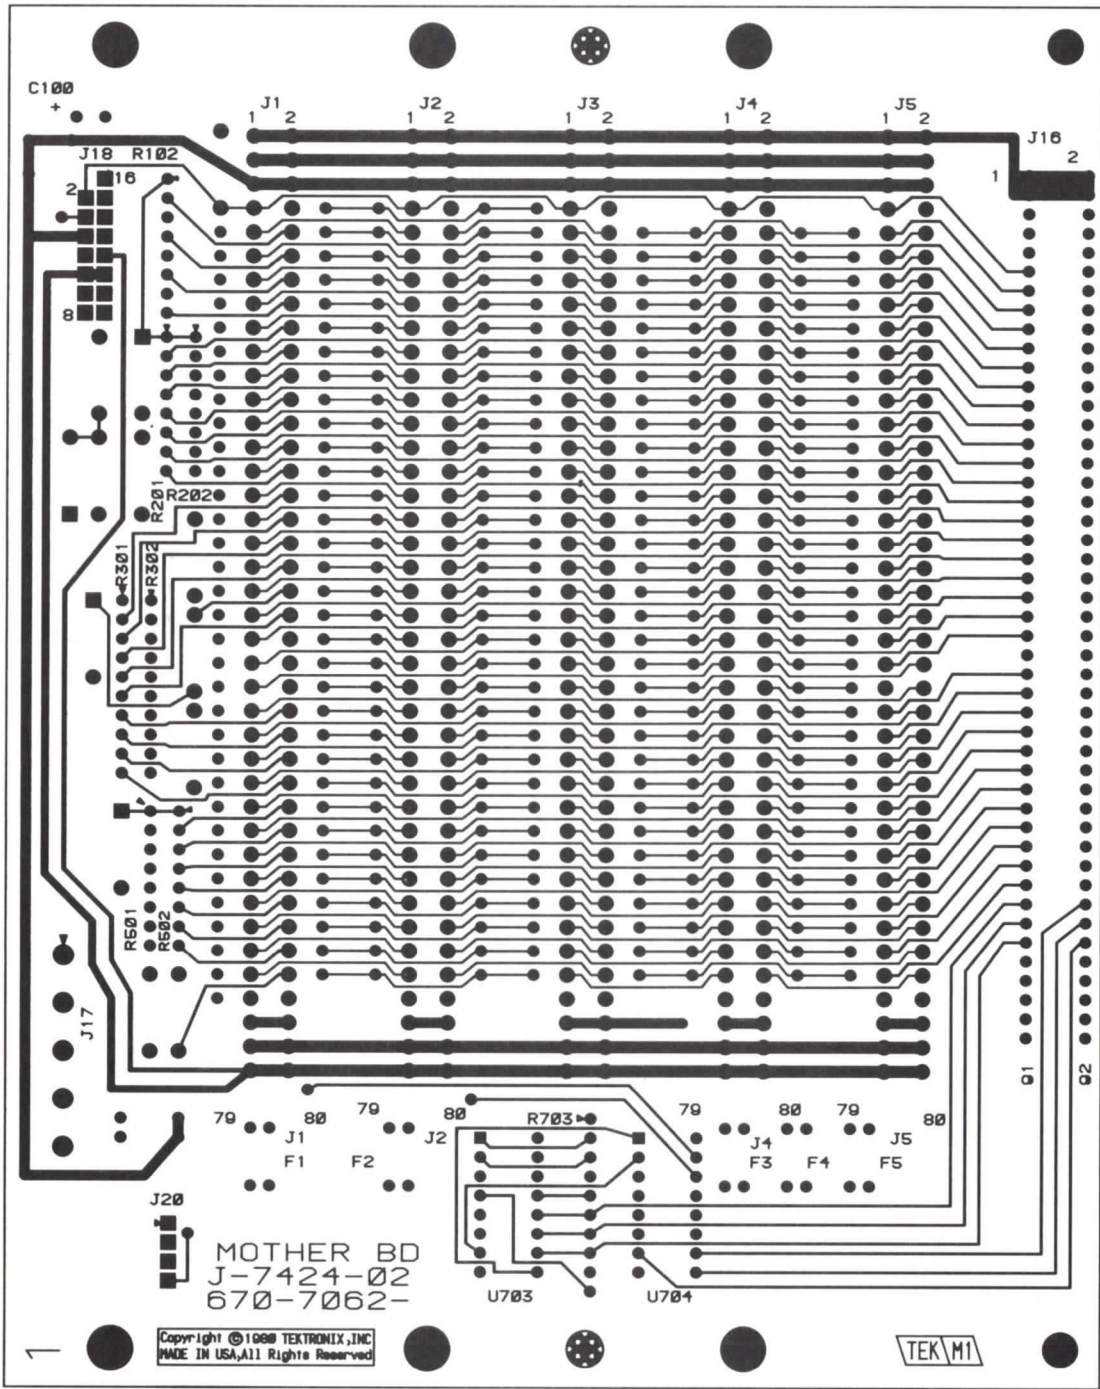 C100
+
J1 J2 J3 J4 J5
1 2 1 2 1 2 1 2 1 2
J16
2
1
J18 R102
16
2
8
R201
R202
R301
R302
R501
R502
J17
Q1
Q2
79 80 79 80 R703 79 80 79 80
J1 J2 J4 J5
F1 F2 F3 F4 F5
J20
MOTHER BD
J-7424-02
670-7062-
U703 U704
Copyright ©1980 TEKTRONIX,INC
MADE IN USA,All Rights Reserved
1
TEK M1